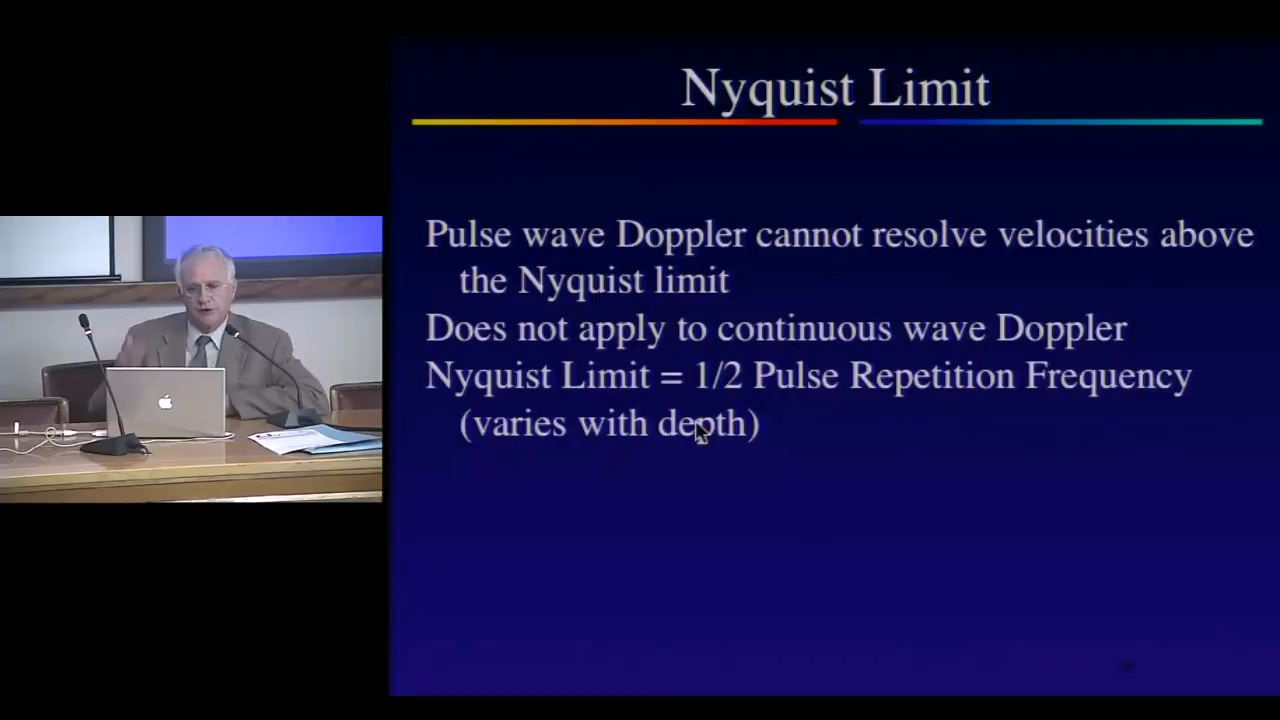 Nyquist Limit
Pulse wave Doppler cannot resolve velocities above
the Nyquist limit
Does not apply to continuous wave Doppler
Nyquist Limit = 1/2 Pulse Repetition Frequency
(varies with depth)